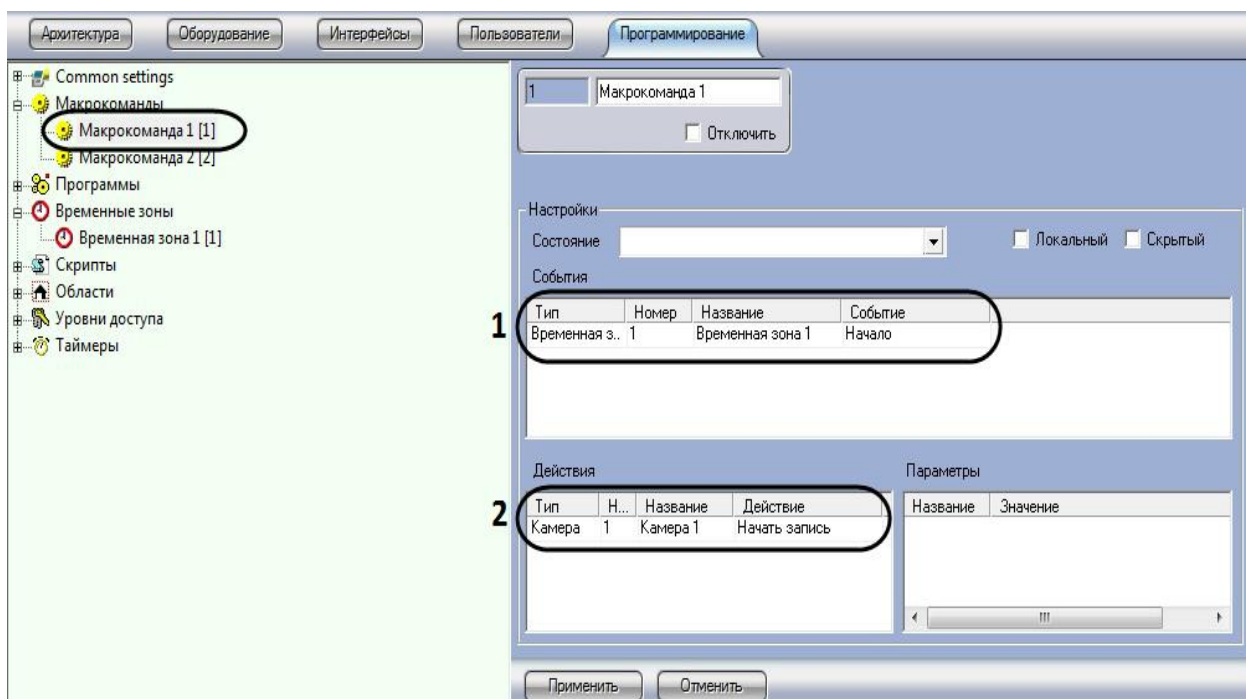 Архитектура Оборудование Интерфейсы Пользователи Программирование
Common settings
Макрокоманды
Макрокоманда 1 [1]
Макрокоманда 2 [2]
Программы
Временные зоны
Временная зона 1 [1]
Скрипты
Области
Уровни доступа
Таймеры
1 Макрокоманда 1
Отключить
Настройки
Состояние Локальный Скрытый
События
1
Тип Номер Название Событие
Временная з.. 1 Временная зона 1 Начало
Действия
2
Тип Н... Название Действие
Камера 1 Камера 1 Начать запись
Параметры
Название Значение
Применить Отменить